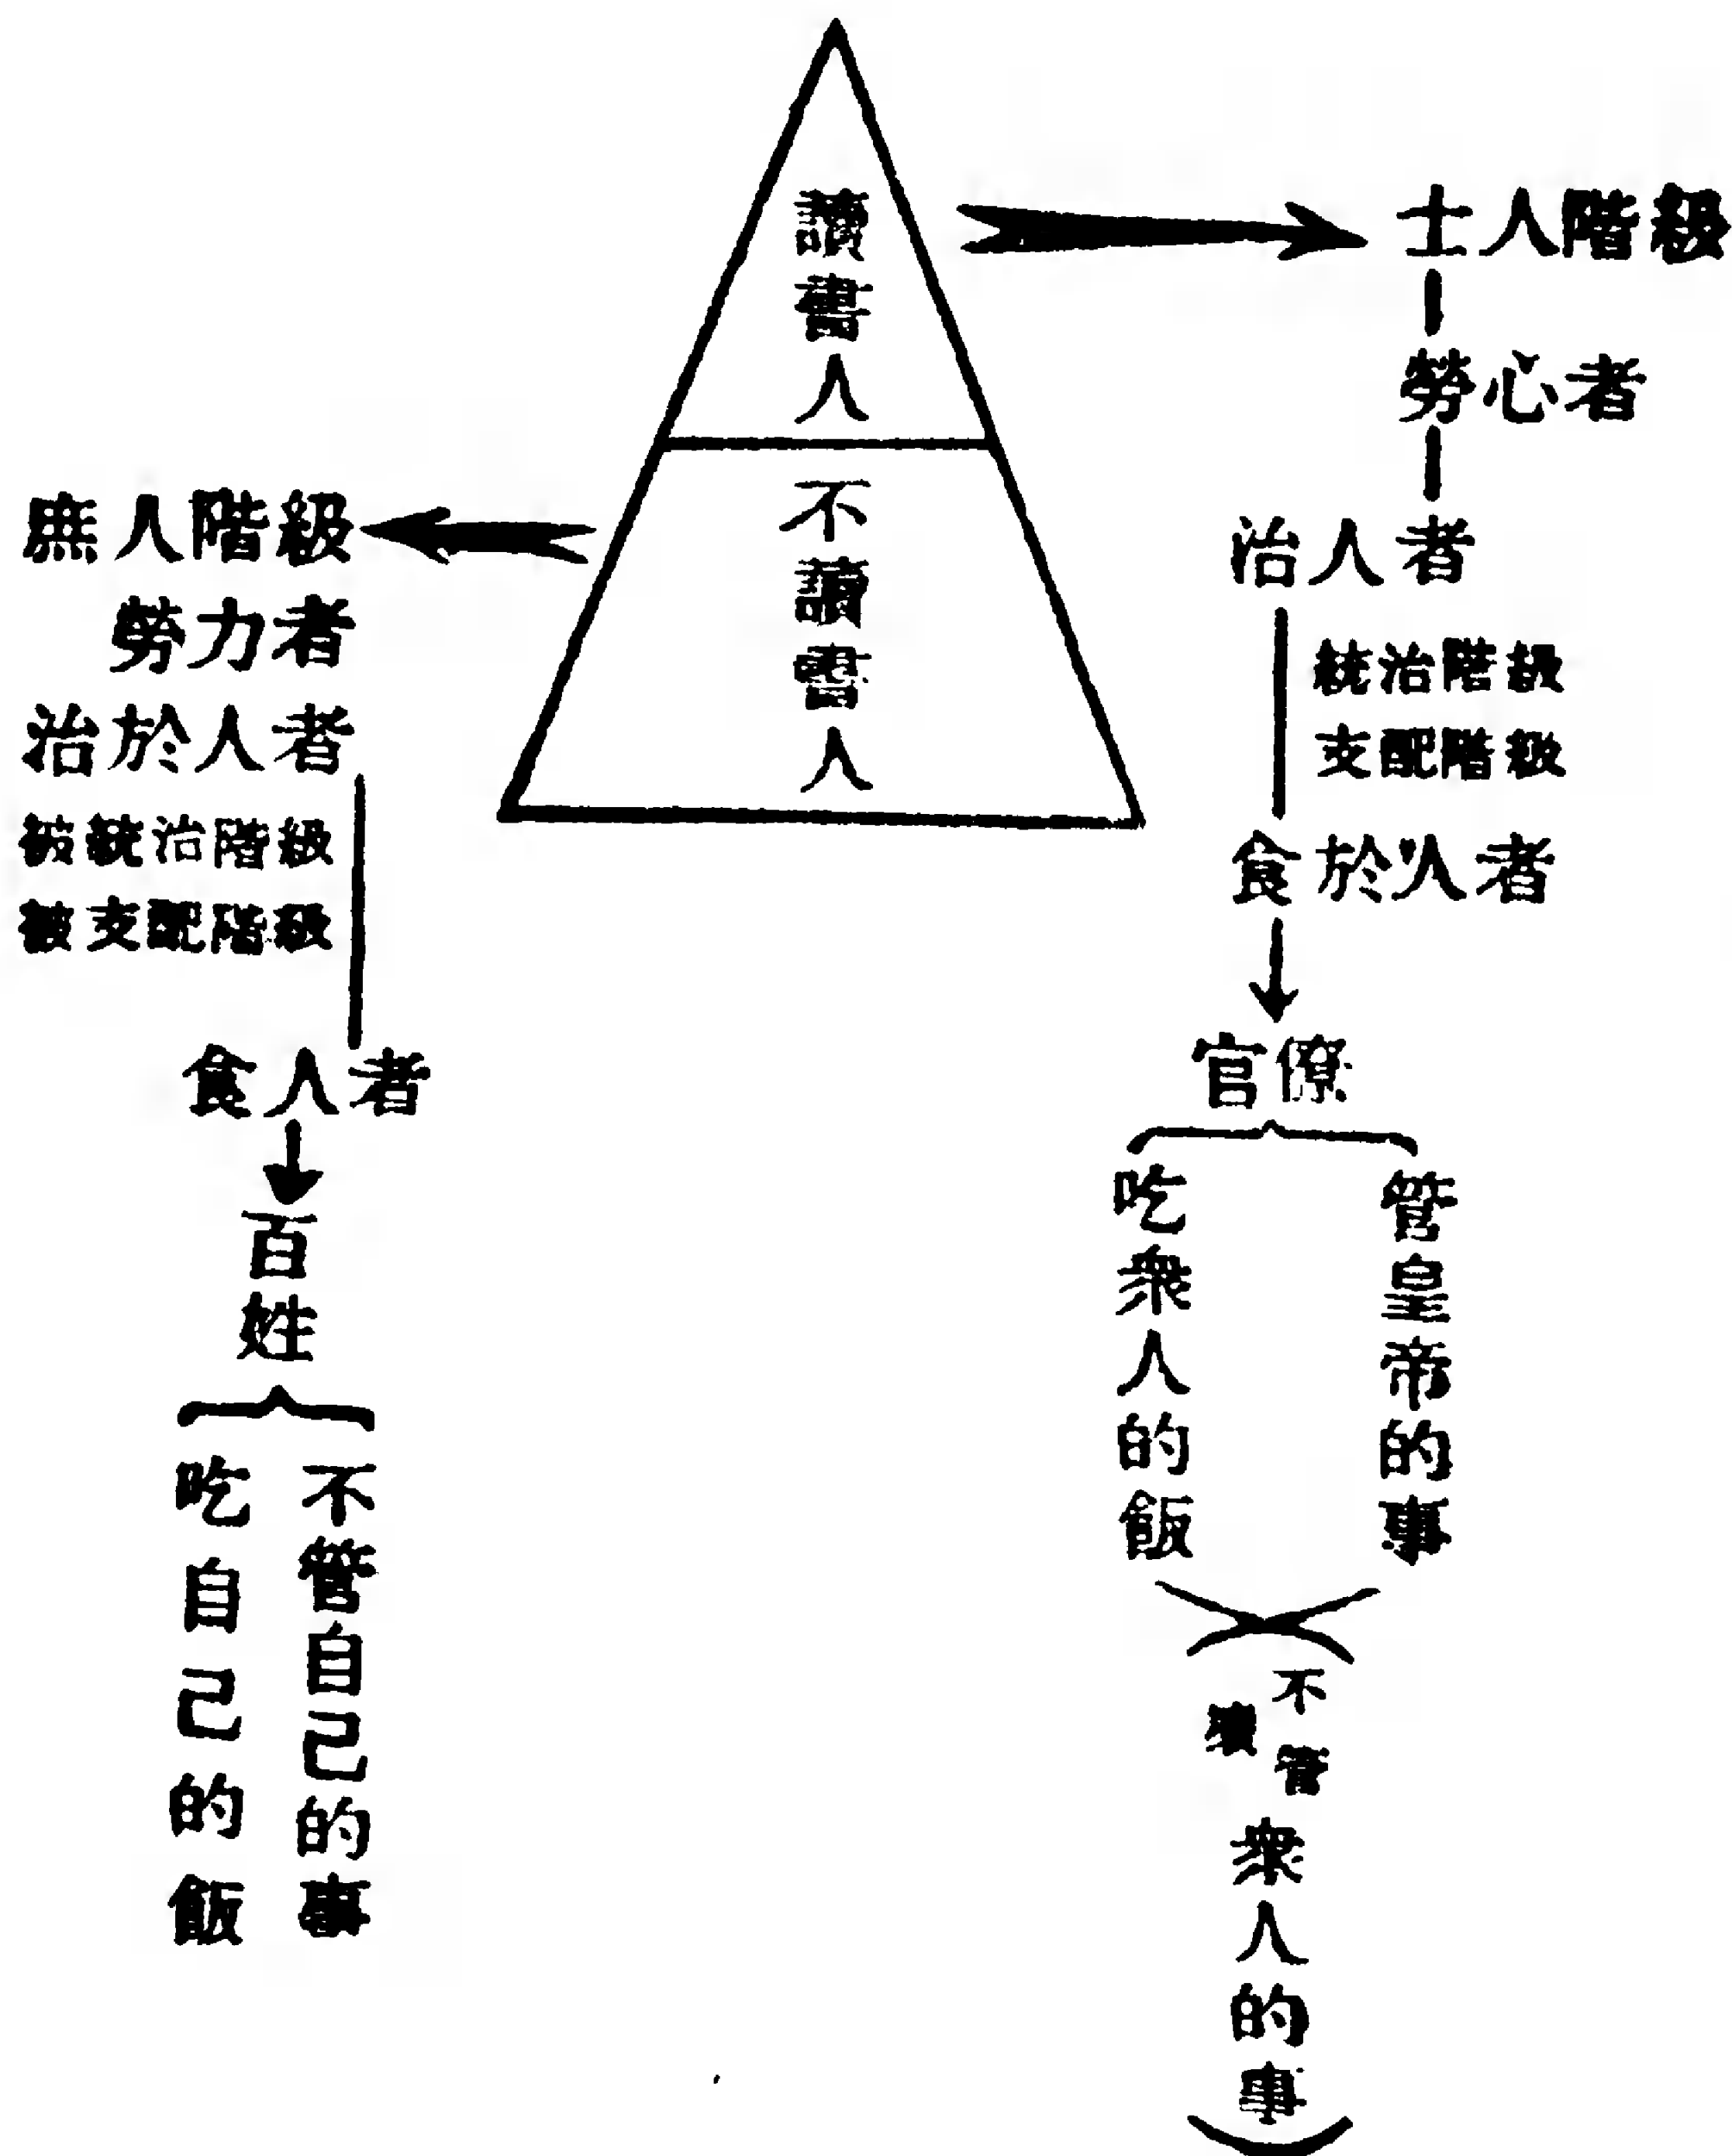 讀書人
不讀書人
士人階級
勞心者
治人者
統治階級
支配階級
食於人者
官僚
管皇帝的事
吃衆人的飯
不管
衆人的事
庶人階級
勞力者
治於人者
被統治階級
被支配階級
食人者
百姓
不管自己的事
吃自己的飯